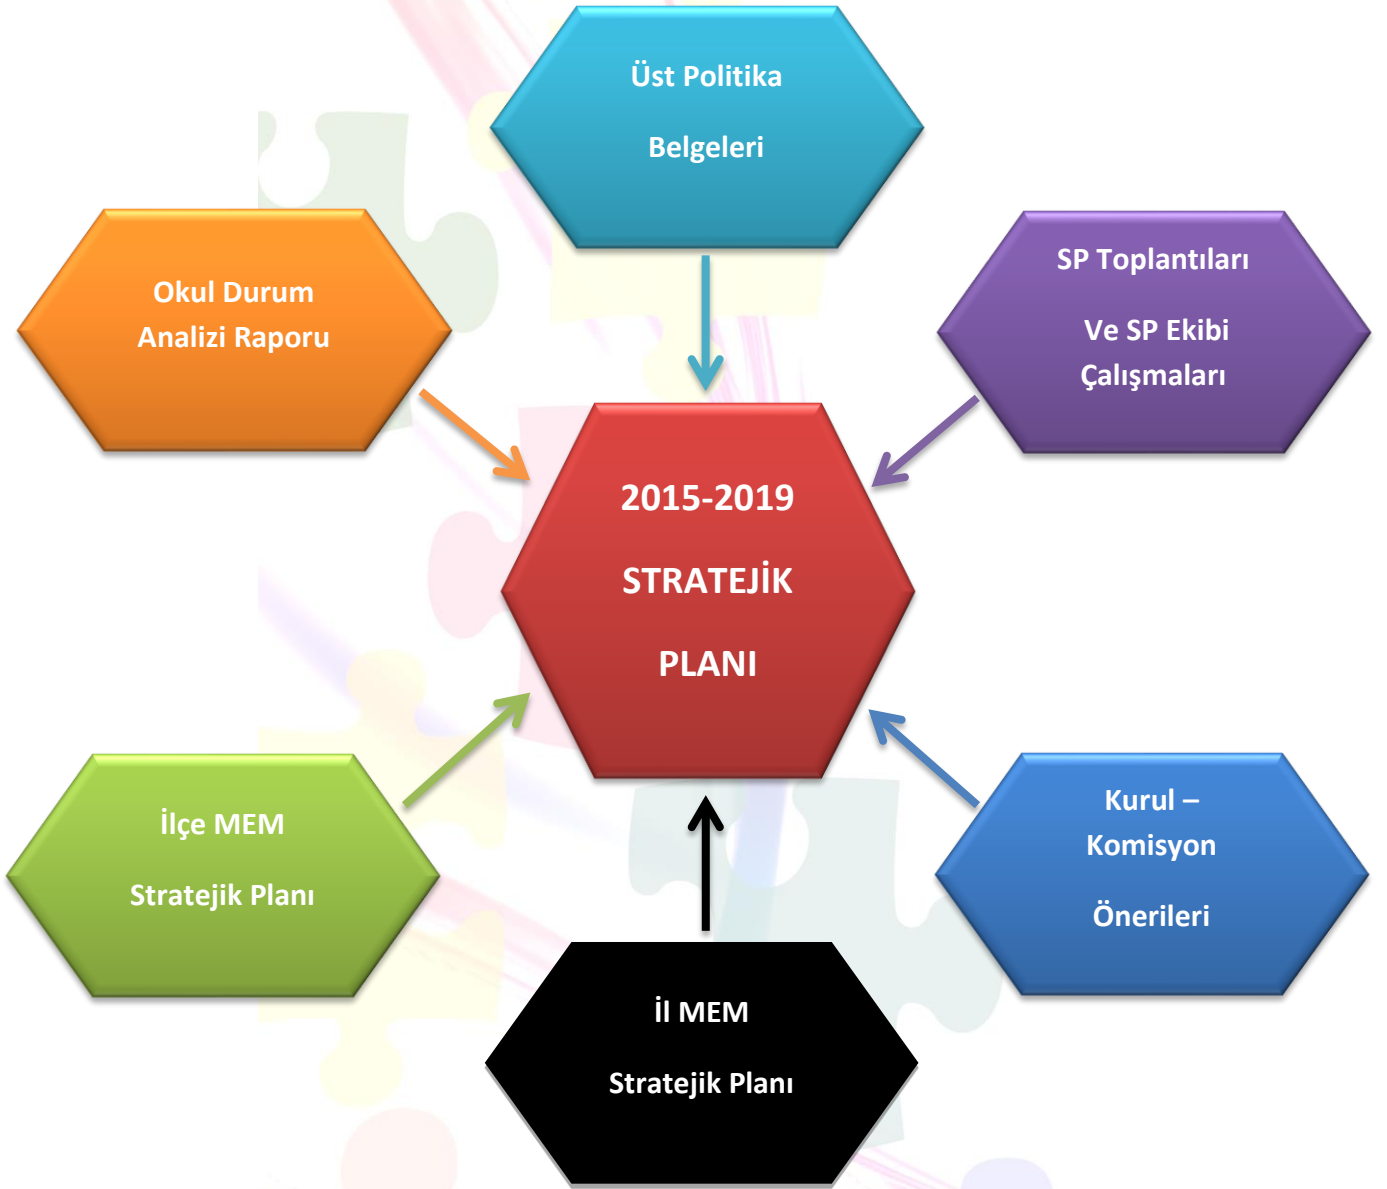 Üst Politika
Belgeleri
Okul Durum
Analizi Raporu
SP Toplantıları
Ve SP Ekibi
Çalışmaları
2015-2019
STRATEJİK
PLANI
İlçe MEM
Stratejik Planı
Kurul –
Komisyon
Önerileri
İl MEM
Stratejik Planı